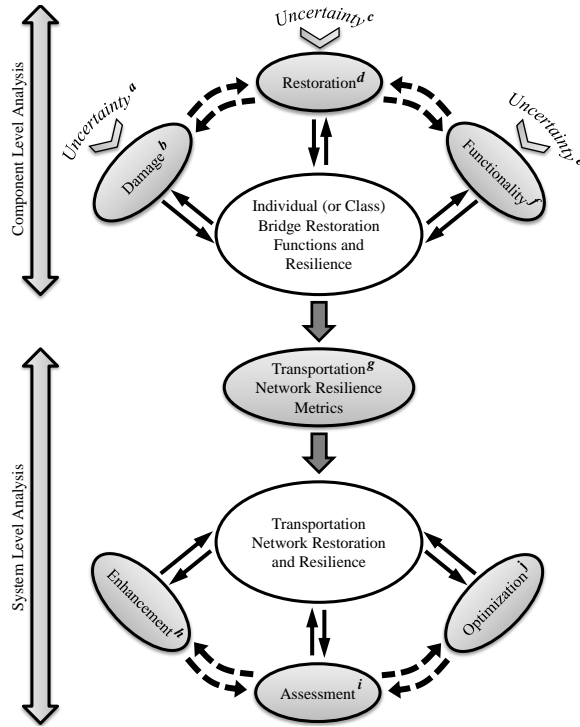 Uncertainty c
Restoration d
Uncertainty a
Uncertainty e
Damage b
Functionality f
Component Level Analysis
Individual (or Class)
Bridge Restoration
Functions and
Resilience
Transportation g
Network Resilience
Metrics
System Level Analysis
Transportation
Network Restoration
and Resilience
Enhancement h
Optimization j
Assessment i